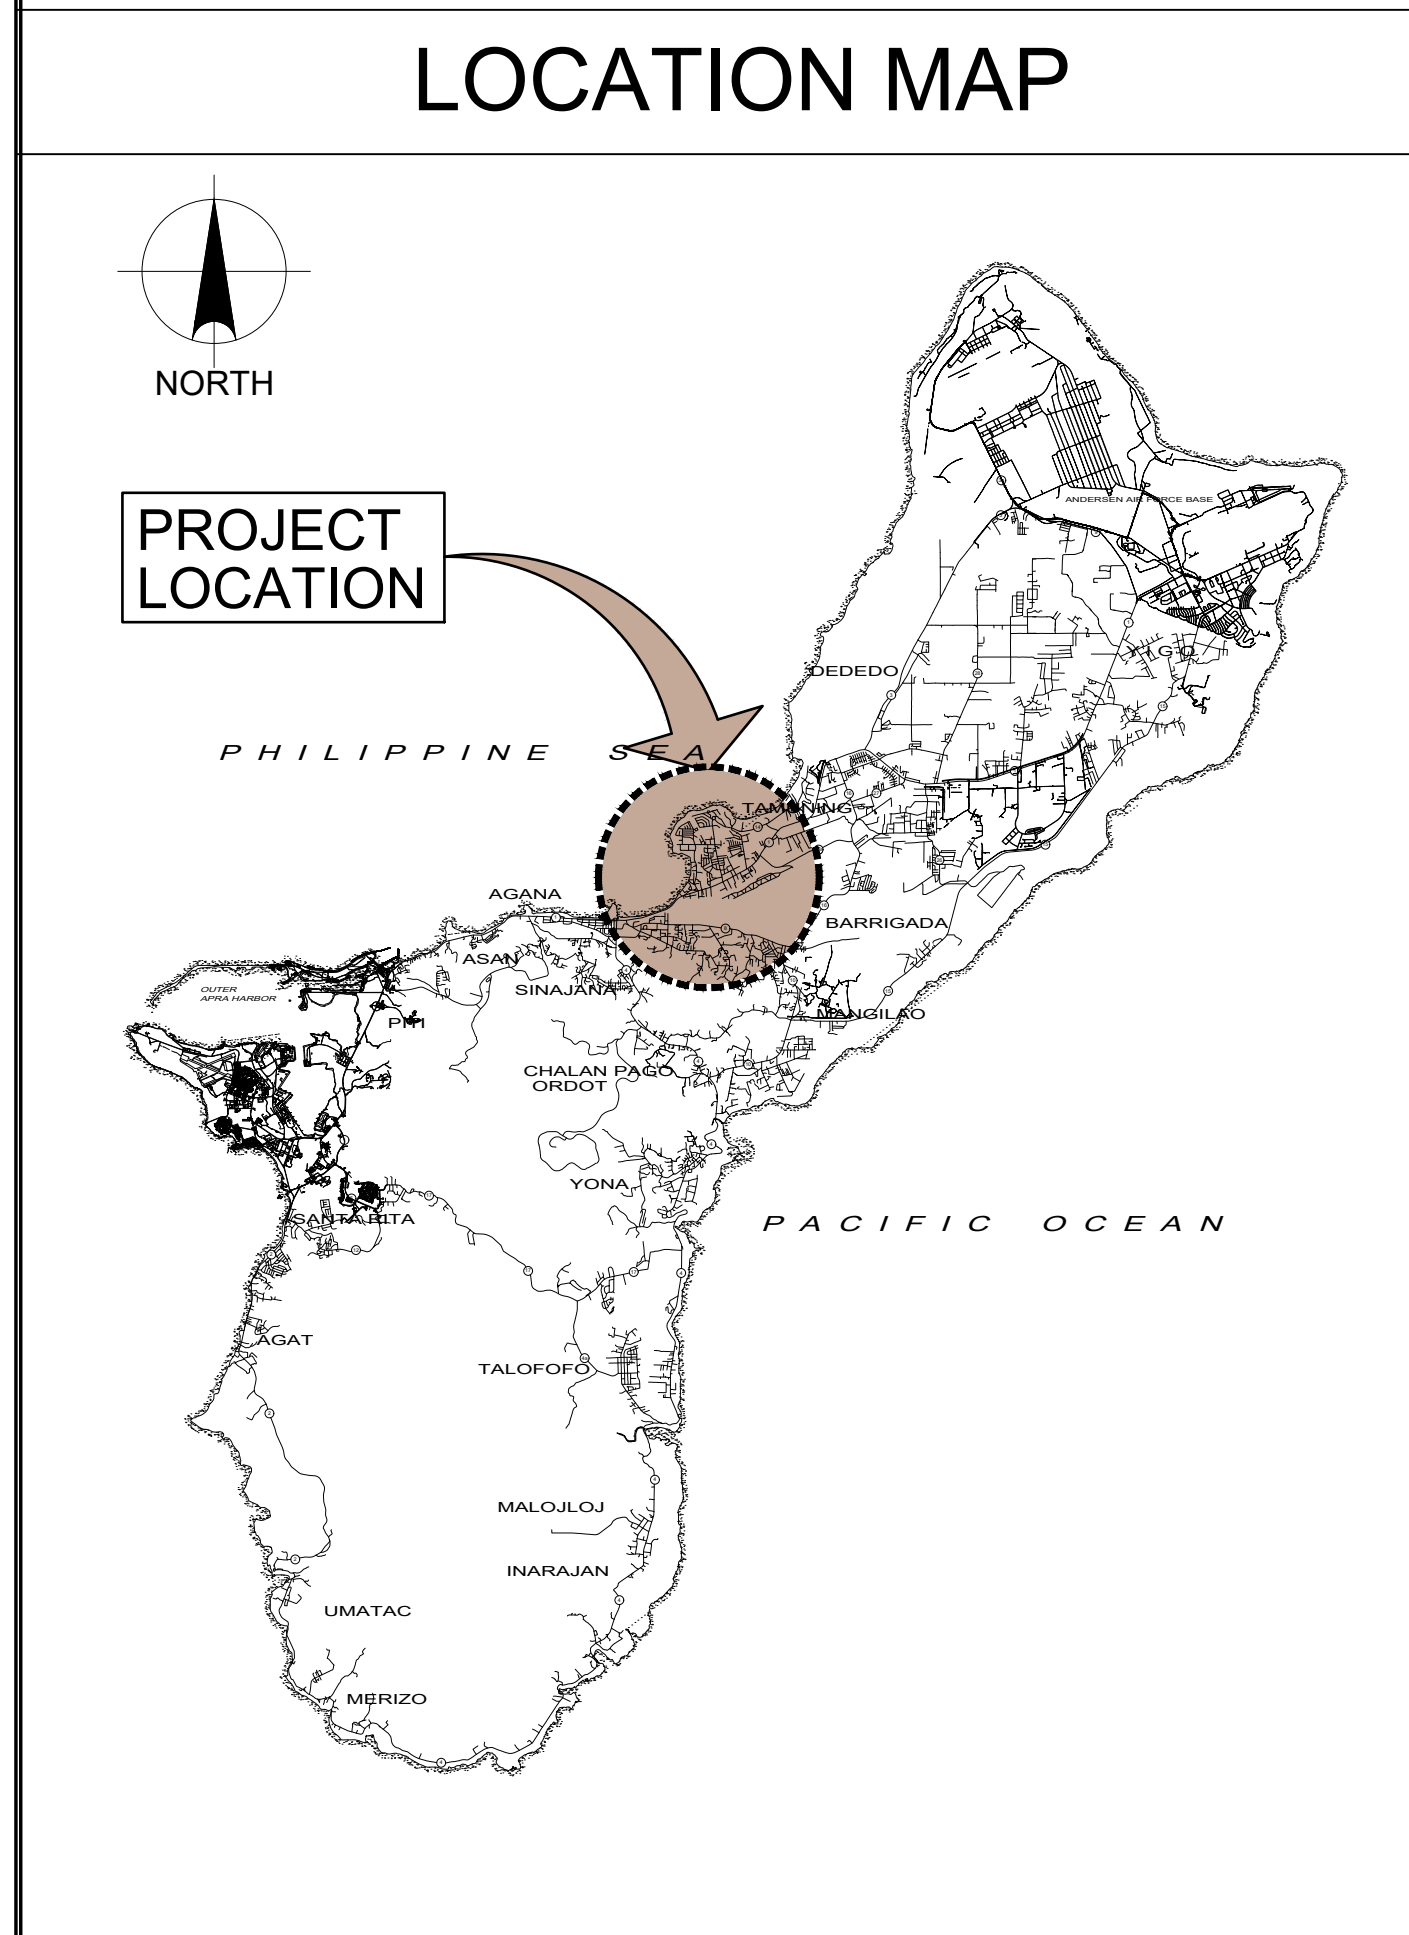 LOCATION MAP
NORTH
PROJECT
LOCATION
ANDERSEN AIR FORCE BASE
YIGO
DEDEDO
PHILIPPINE SEA
TAMUNING
AGANA
BARRIGADA
ASAN
SINAJANA
OUTER
APRA HARBOR
MANGILAO
PITI
CHALAN PAGO
ORDOT
YONA
SANTA RITA
PACIFIC OCEAN
AGAT
TALOFOFO
MALOJLOJ
INARAJAN
UMATAC
MERIZO